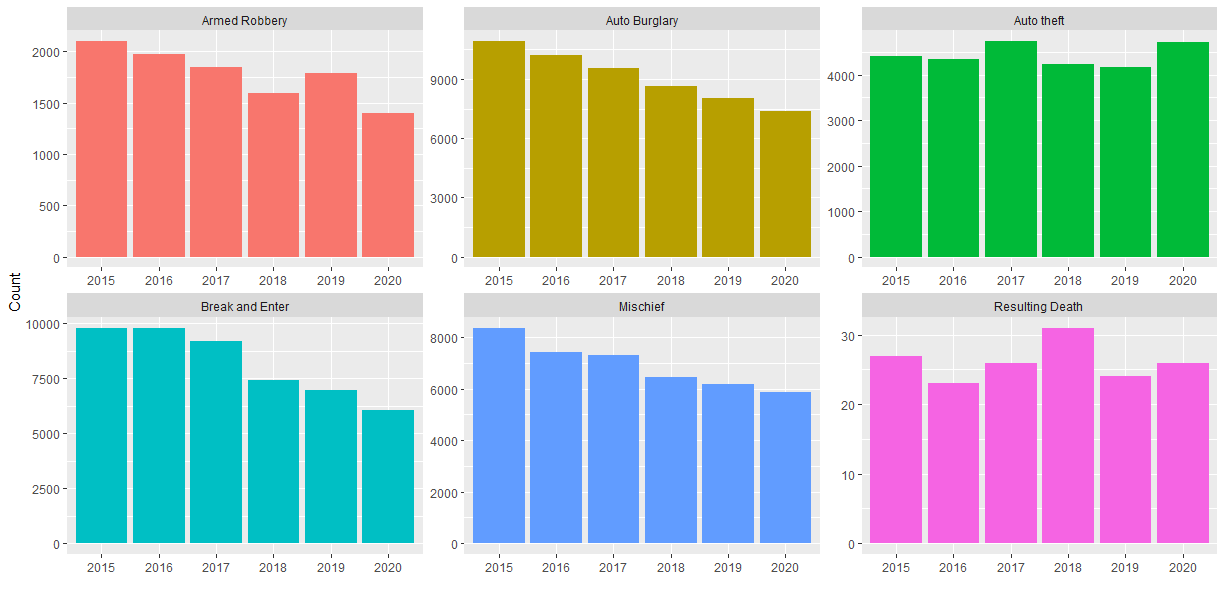 Armed Robbery
Auto Burglary
Auto theft
2000
1500
1000
500
0
9000
6000
3000
0
4000
3000
2000
1000
0
2015 2016 2017 2018 2019 2020
2015 2016 2017 2018 2019 2020
2015 2016 2017 2018 2019 2020
Count
Break and Enter
Mischief
Resulting Death
10000
7500
5000
2500
0
8000
6000
4000
2000
0
30
20
10
0
2015 2016 2017 2018 2019 2020
2015 2016 2017 2018 2019 2020
2015 2016 2017 2018 2019 2020